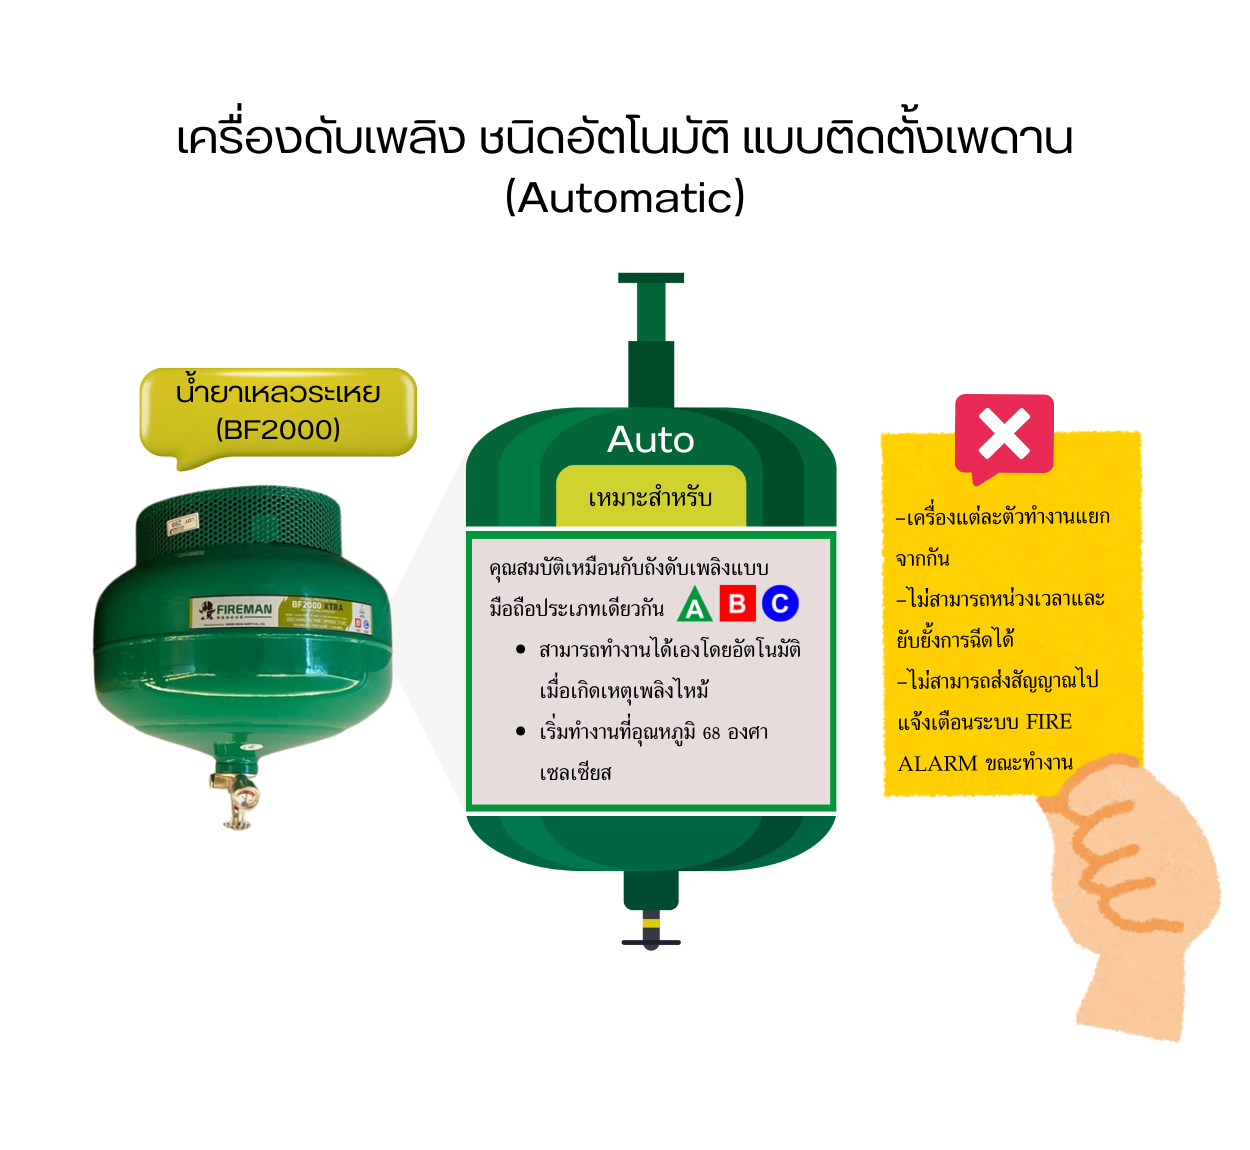 เครื่องดับเพลิง ชนิดอัตโนมัติ แบบติดตั้งเพดาน
(Automatic)
น้ำยาเหลวระเหย
(BF2000)
FIREMAN
BF2000 XTRA
Auto
เหมาะสำหรับ
คุณสมบัติเหมือนกับถังดับเพลิงแบบ
มือถือประเภทเดียวกัน A B C
• สามารถทำงานได้เองโดยอัตโนมัติ
เมื่อเกิดเหตุเพลิงไหม้
• เริ่มทำงานที่อุณหภูมิ 68 องศา
เซลเซียส
-เครื่องแต่ละตัวทำงานแยก
จากกัน
-ไม่สามารถหน่วงเวลาและ
ยับยั้งการฉีดได้
-ไม่สามารถส่งสัญญาณไป
แจ้งเตือนระบบ FIRE
ALARM ขณะทำงาน